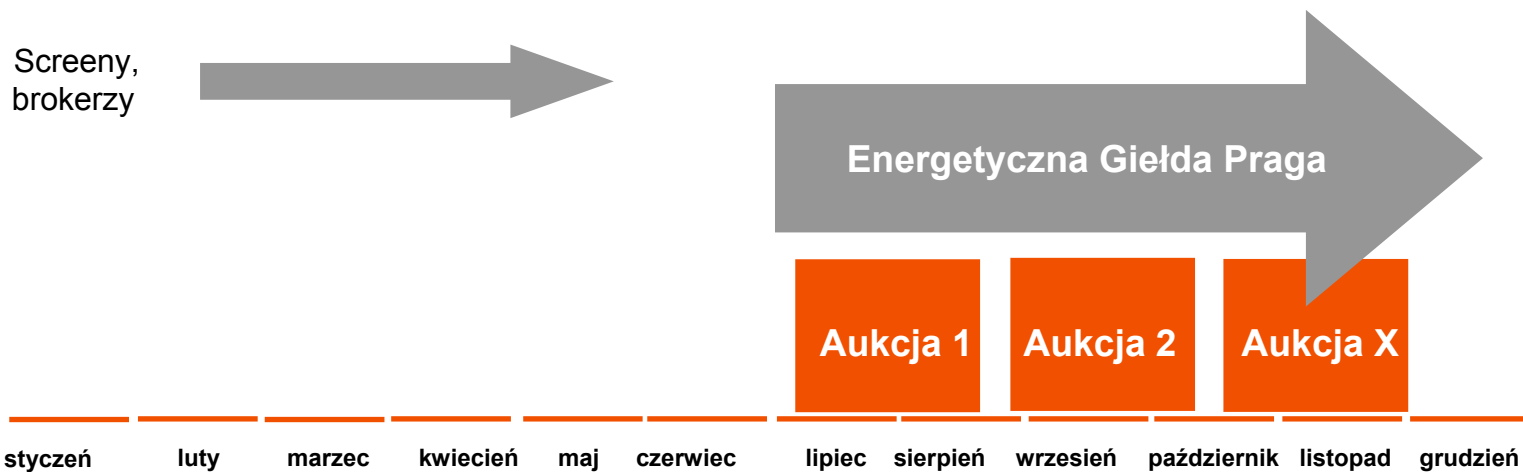 Screeny,
brokerzy
Energetyczna Giełda Praga
Aukcja 1 Aukcja 2 Aukcja X
styczeń luty marzec kwiecień maj czerwiec lipiec sierpień wrzesień październik listopad grudzień